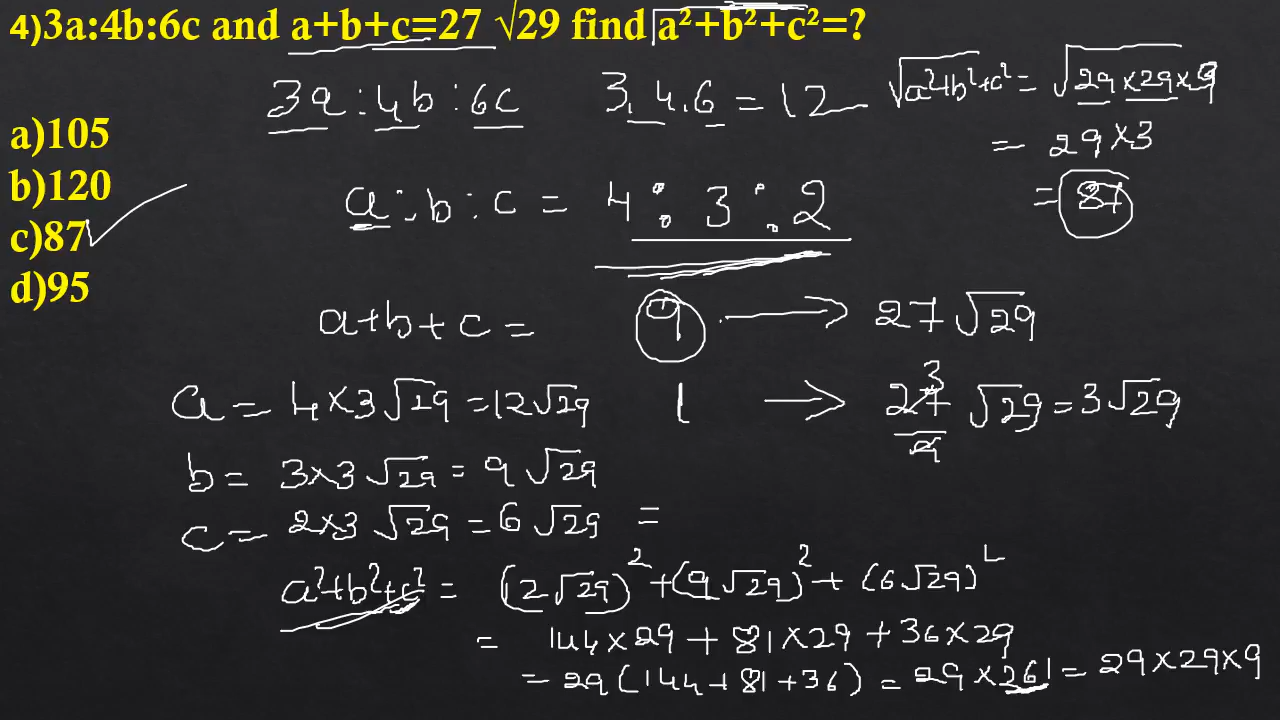 4)3a:4b:6c and a+b+c=27 √29 find √a²+b²+c²=?
3a : 4b : 6c 3,4,6 = 12 √a²+b²+c² = √29×29×9
a)105
= 29×3
b)120
a : b : c = 4 : 3 : 2 = 87
c)87
d)95
a+b+c = 9 → 27√29
a = 4×3√29 = 12√29 1 → 27/9 √29 = 3√29
3
b = 3×3√29 = 9√29
c = 2×3√29 = 6√29 =
a²+b²+c² = (12√29)² + (9√29)² + (6√29)²
= 144×29 + 81×29 + 36×29
= 29(144+81+36) = 29×261 = 29×29×9